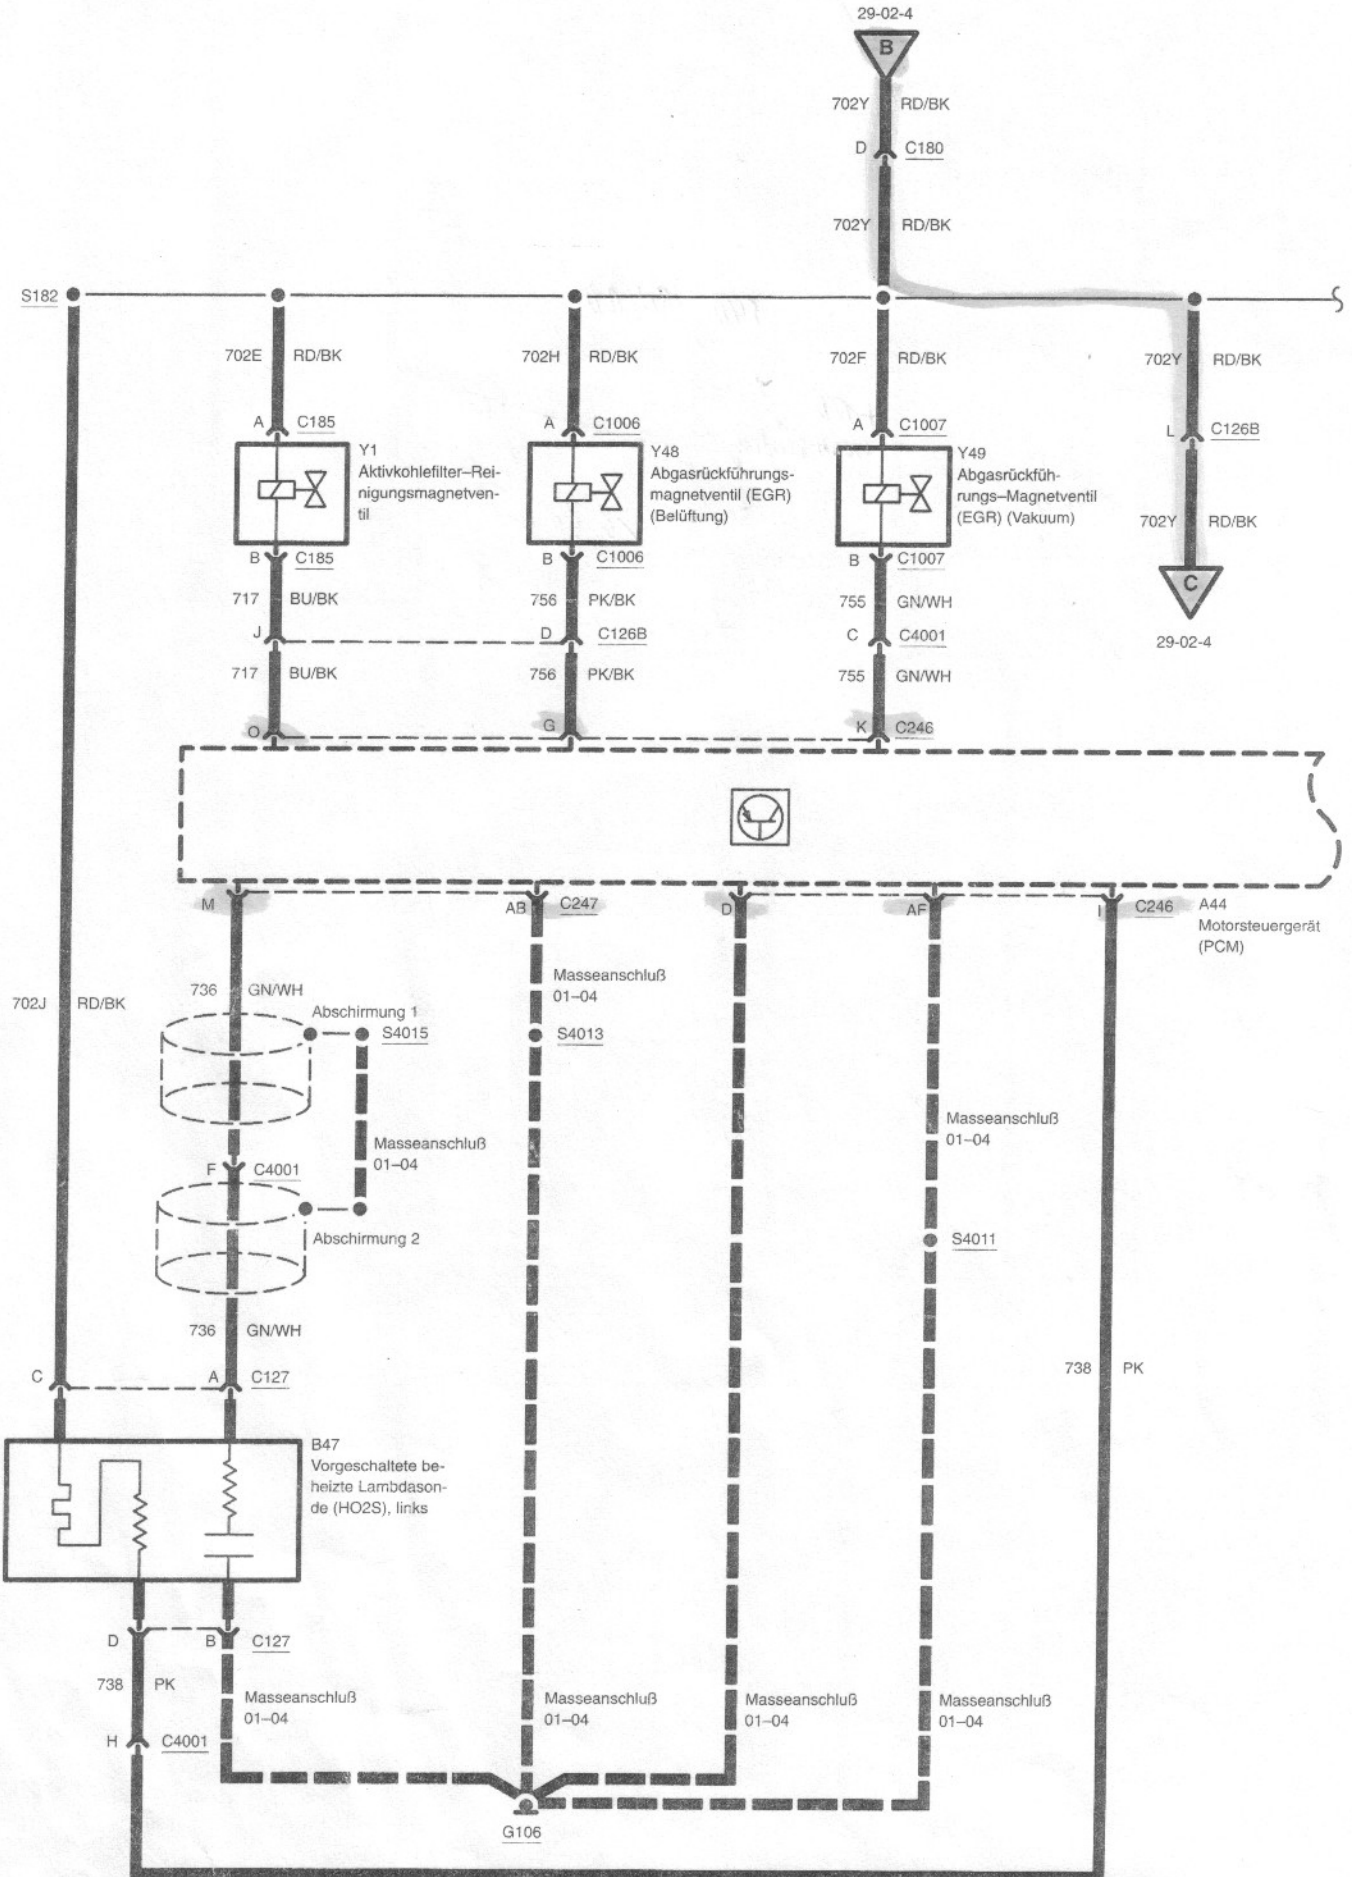 29-02-4
B
702Y RD/BK
D C180
702Y RD/BK
S182
702E RD/BK
702H RD/BK
702F RD/BK
702Y RD/BK
A C185
A C1006
A C1007
L C126B
Y1
Aktivkohlefilter–Rei-
nigungsmagnetven-
til
Y48
Abgasrückführungs-
magnetventil (EGR)
(Belüftung)
Y49
Abgasrückfüh-
rungs–Magnetventil
(EGR) (Vakuum)
702Y RD/BK
B C185
B C1006
B C1007
C
29-02-4
717 BU/BK
756 PK/BK
755 GN/WH
J
D C126B
C C4001
717 BU/BK
756 PK/BK
755 GN/WH
O
G
K C246
M
AB C247
D
AF
I C246
A44
Motorsteuergerät
(PCM)
Masseanschluß
01–04
736 GN/WH
702J RD/BK
Abschirmung 1
S4015
S4013
Masseanschluß
01–04
Masseanschluß
01–04
F C4001
Abschirmung 2
S4011
736 GN/WH
738 PK
C
A C127
B47
Vorgeschaltete be-
heizte Lambdason-
de (HO2S), links
D
B C127
738 PK
Masseanschluß
01–04
Masseanschluß
01–04
Masseanschluß
01–04
Masseanschluß
01–04
H C4001
G106